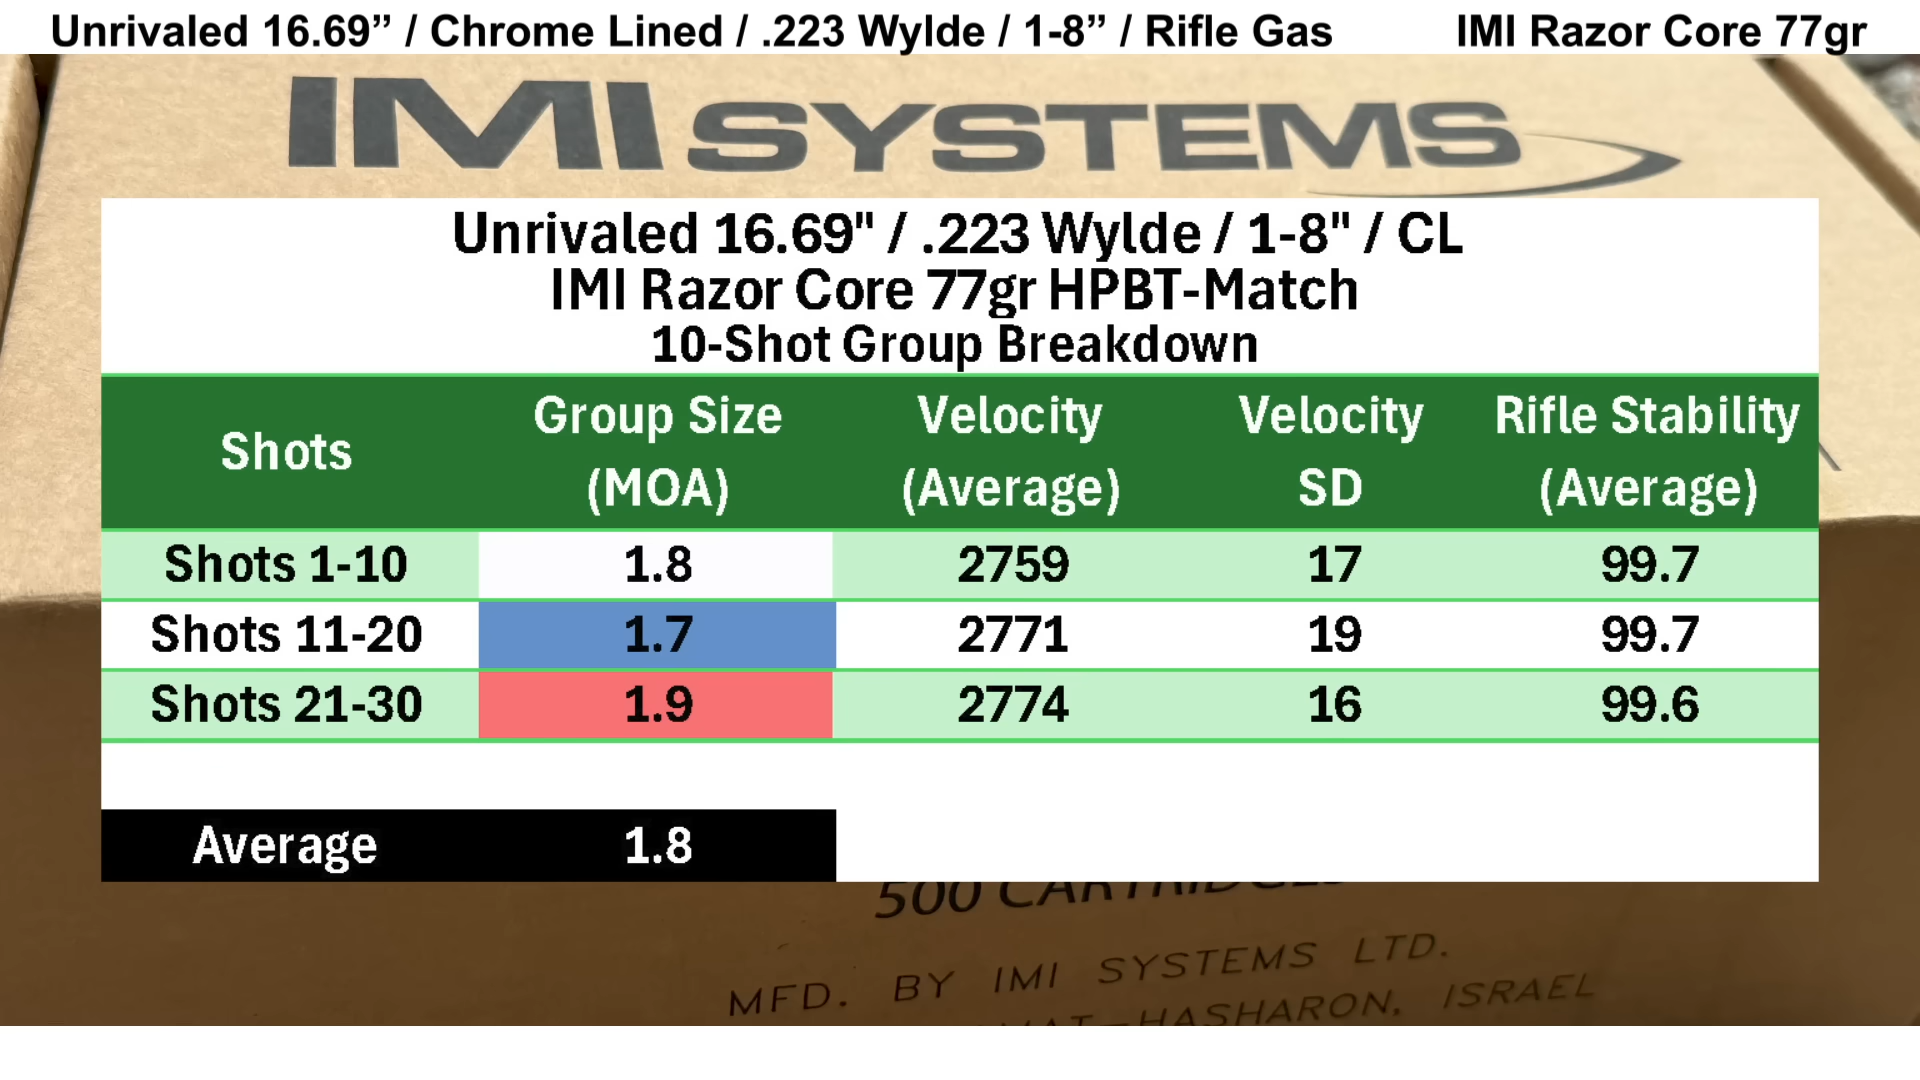 Unrivaled 16.69” / Chrome Lined / .223 Wylde / 1-8” / Rifle Gas IMI Razor Core 77gr
IMI SYSTEMS
Unrivaled 16.69" / .223 Wylde / 1-8" / CL
IMI Razor Core 77gr HPBT-Match
10-Shot Group Breakdown
Shots Group Size (MOA) Velocity (Average) Velocity SD Rifle Stability (Average)
Shots 1-10 1.8 2759 17 99.7
Shots 11-20 1.7 2771 19 99.7
Shots 21-30 1.9 2774 16 99.6
Average 1.8
500 CARTRIDGES
MFD. BY IMI SYSTEMS LTD.
HASHARON, ISRAEL